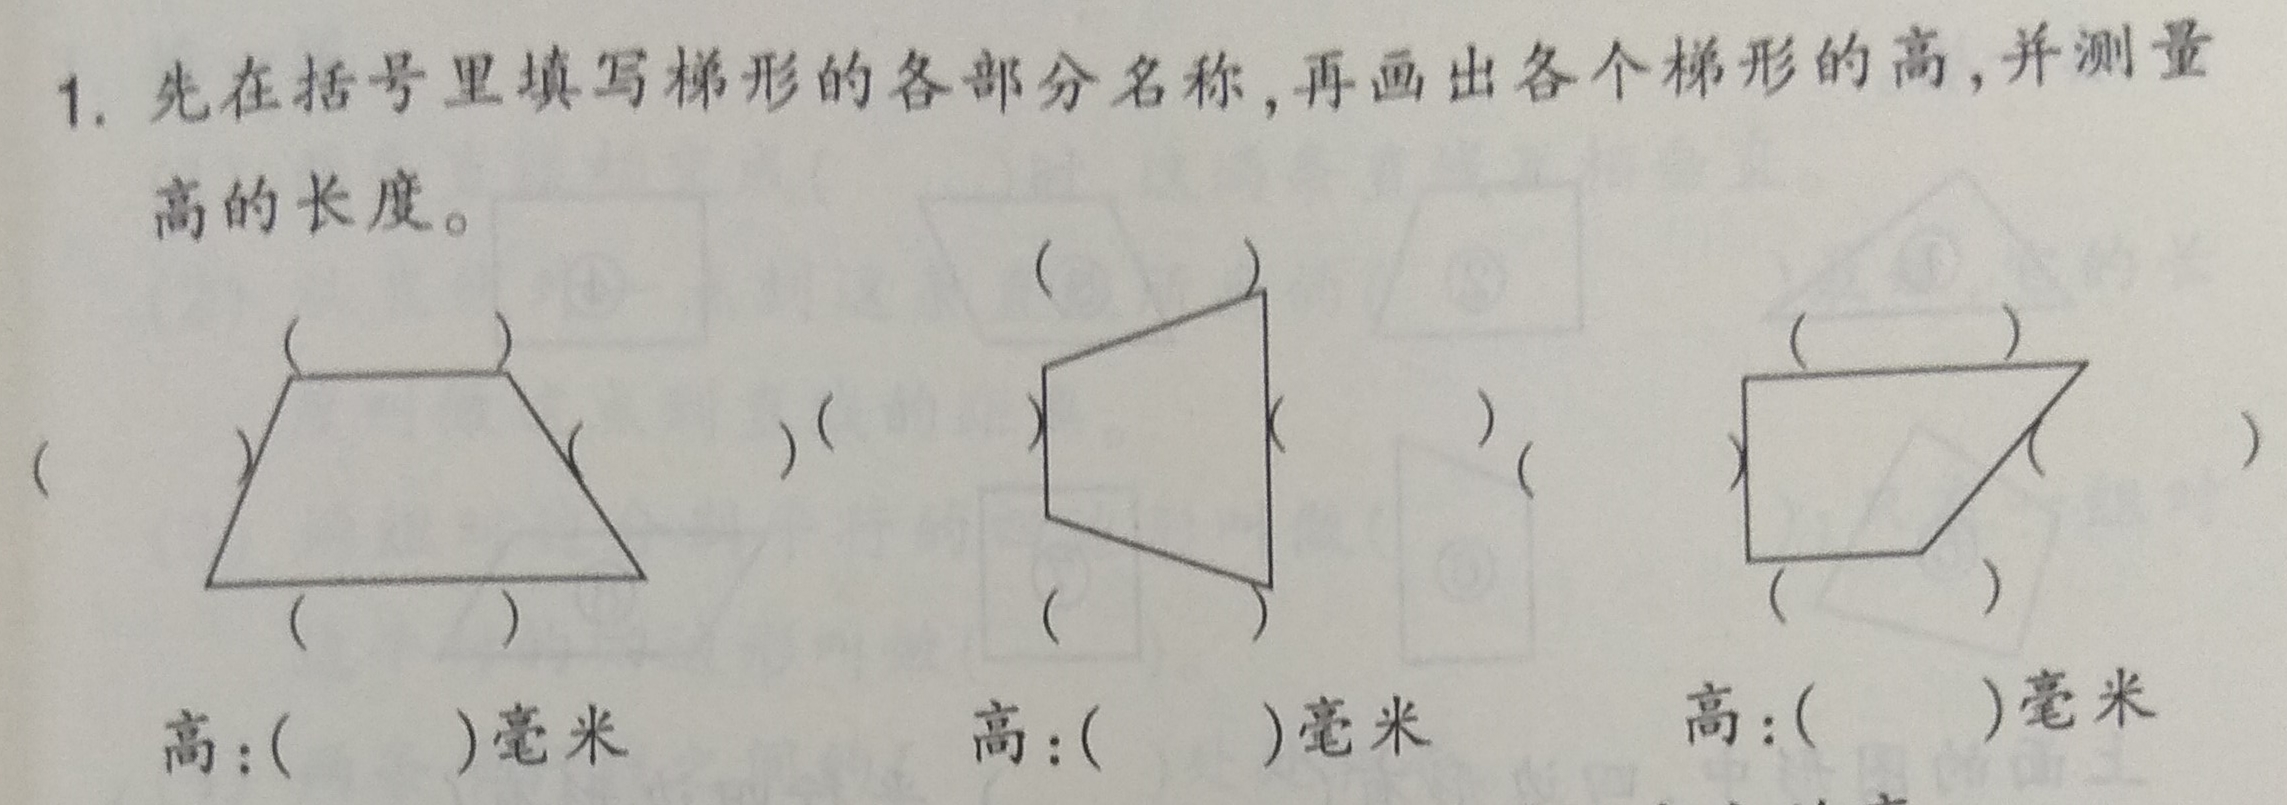 1. 先在括号里填写梯形的各部分名称,再画出各个梯形的高,并测量
高的长度。
( ) ( ) ( )
( ) ( ) ( ) ( ) ( ) ( )
( ) ( ) ( )
高:( )毫米 高:( )毫米 高:( )毫米